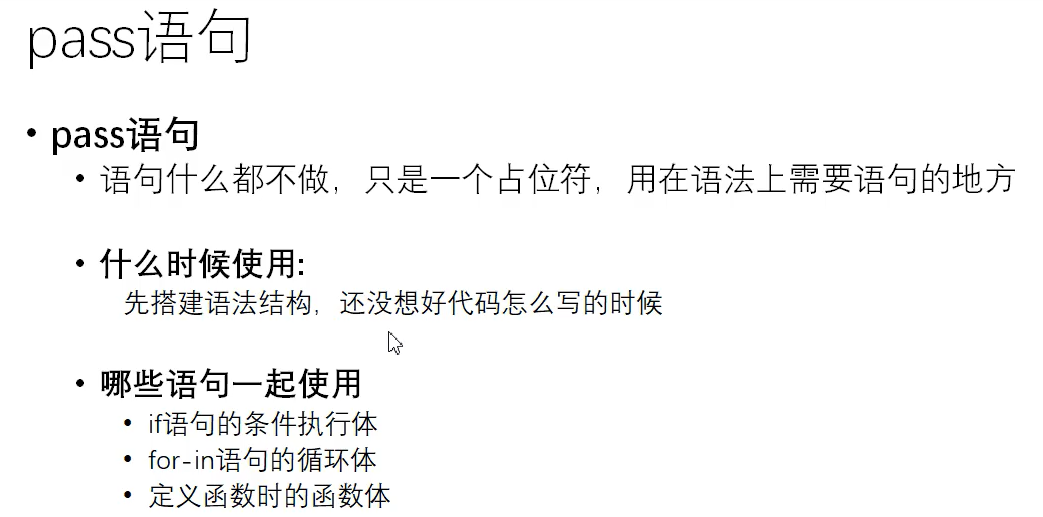 pass语句
• pass语句
• 语句什么都不做，只是一个占位符，用在语法上需要语句的地方
• 什么时候使用:
先搭建语法结构，还没想好代码怎么写的时候
• 哪些语句一起使用
• if语句的条件执行体
• for-in语句的循环体
• 定义函数时的函数体